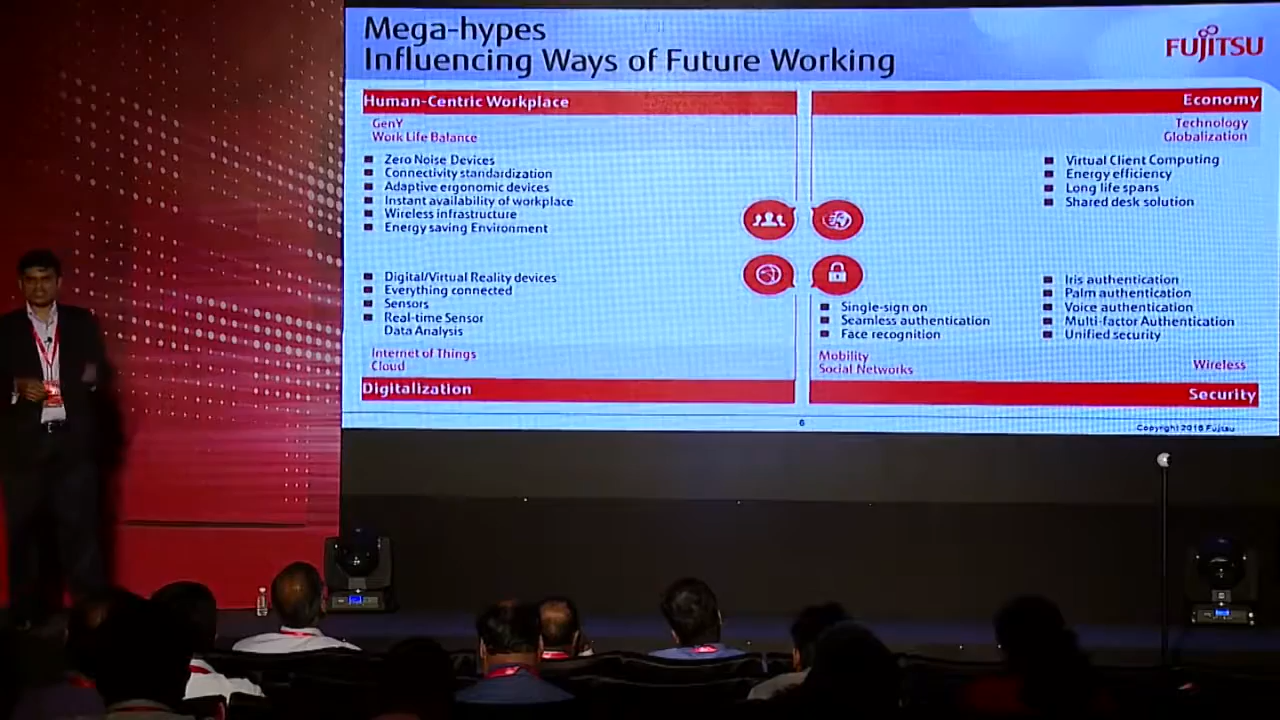 Mega-hypes
Influencing Ways of Future Working
FUJITSU
Human-Centric Workplace
GenY
Work Life Balance
Zero Noise Devices
Connectivity standardization
Adaptive ergonomic devices
Instant availability of workplace
Wireless infrastructure
Energy saving Environment
Economy
Technology
Globalization
Virtual Client Computing
Energy efficiency
Long life spans
Shared desk solution
Digital/Virtual Reality devices
Everything connected
Sensors
Real-time Sensor
Data Analysis
Internet of Things
Cloud
Digitalization
Single-sign on
Seamless authentication
Face recognition
Mobility
Social Networks
Iris authentication
Palm authentication
Voice authentication
Multi-factor Authentication
Unified security
Wireless
Security
6
Copyright 2016 Fujitsu